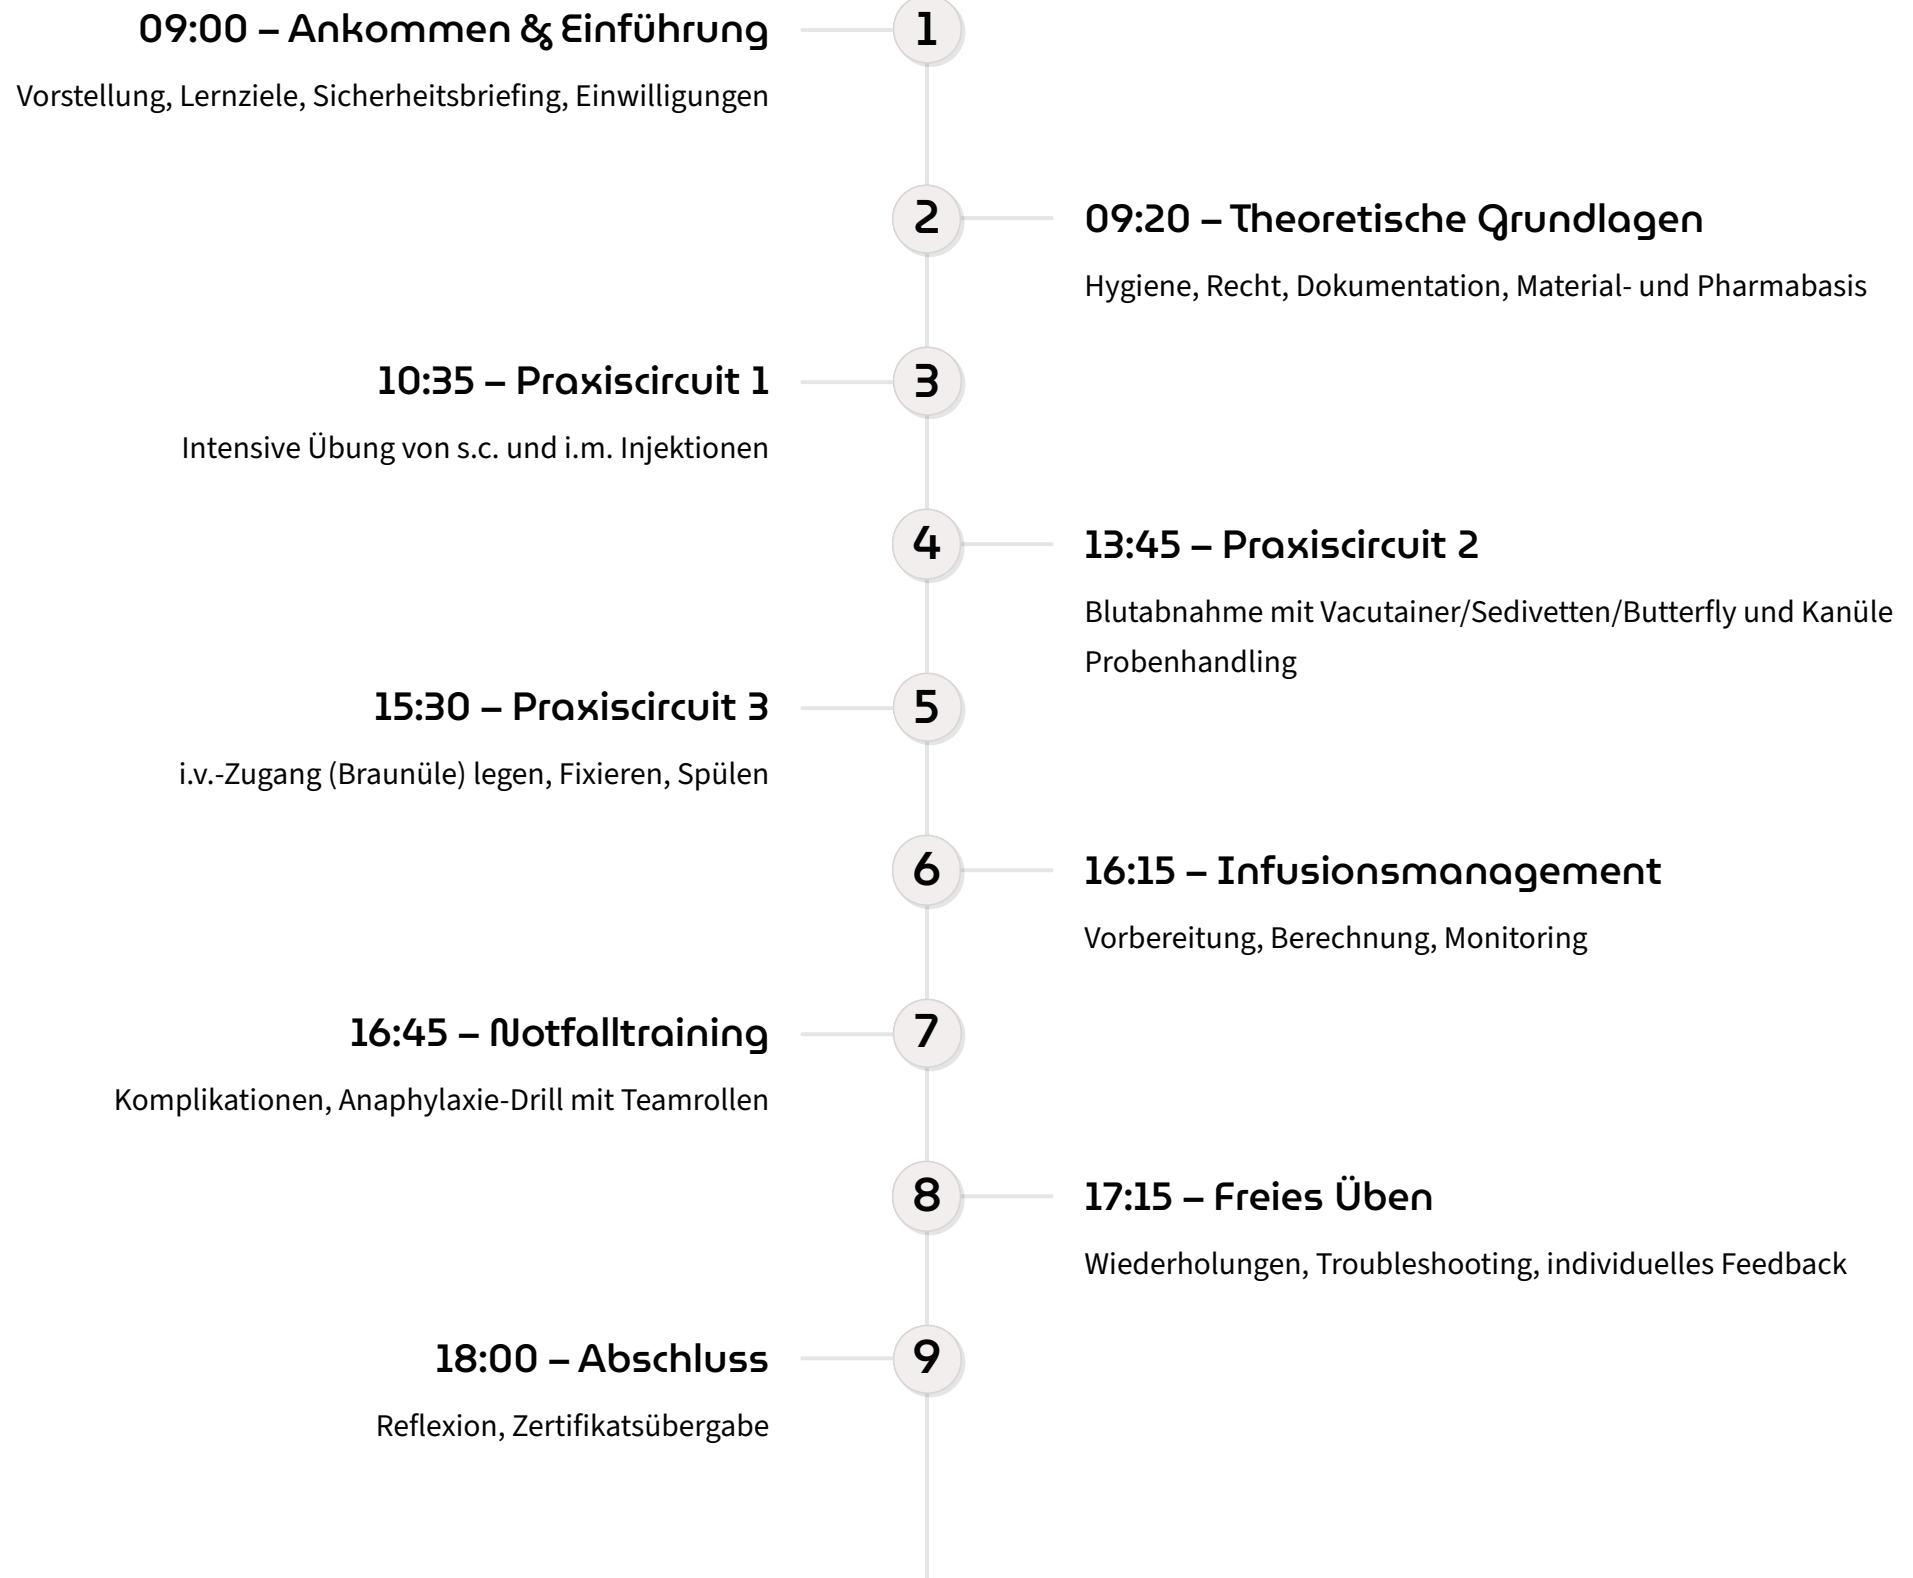 09:00 – Ankommen & Einführung
1
Vorstellung, Lernziele, Sicherheitsbriefing, Einwilligungen
2
09:20 – Theoretische Grundlagen
Hygiene, Recht, Dokumentation, Material- und Pharmabasis
10:35 – Praxiscircuit 1
3
Intensive Übung von s.c. und i.m. Injektionen
4
13:45 – Praxiscircuit 2
Blutabnahme mit Vacutainer/Sedivetten/Butterfly und Kanüle
Probenhandling
15:30 – Praxiscircuit 3
5
i.v.-Zugang (Braunüle) legen, Fixieren, Spülen
6
16:15 – Infusionsmanagement
Vorbereitung, Berechnung, Monitoring
16:45 – Notfalltraining
7
Komplikationen, Anaphylaxie-Drill mit Teamrollen
8
17:15 – Freies Üben
Wiederholungen, Troubleshooting, individuelles Feedback
18:00 – Abschluss
9
Reflexion, Zertifikatsübergabe